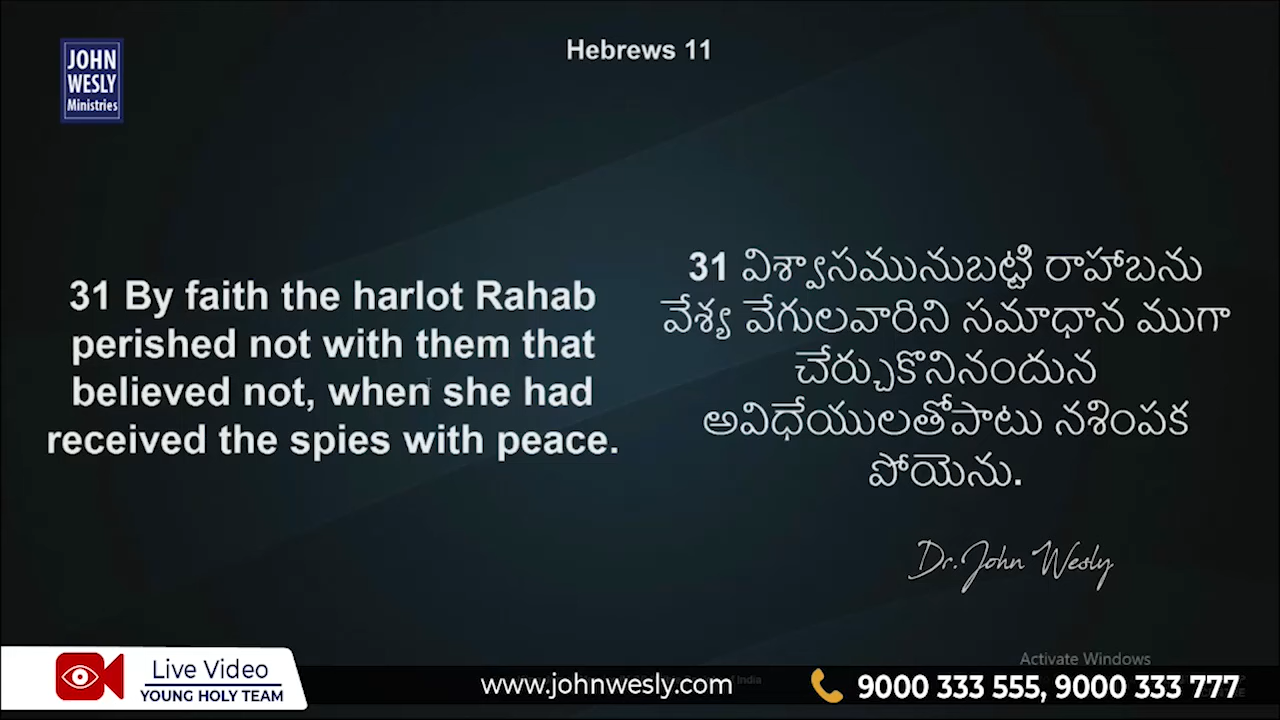 JOHN
WESLY
Ministries
Hebrews 11
31 By faith the harlot Rahab
perished not with them that
believed not, when she had
received the spies with peace.
31 విశ్వాసమునుబట్టి రాహాబను
వేశ్య వేగులవారిని సమాధాన ముగా
చేర్చుకొనినందున
అవిధేయులతోపాటు నశింపక
పోయెను.
Dr. John Wesly
Activate Windows
Live Video
YOUNG HOLY TEAM
www.johnwesly.com
of India
9000 333 555, 9000 333 777